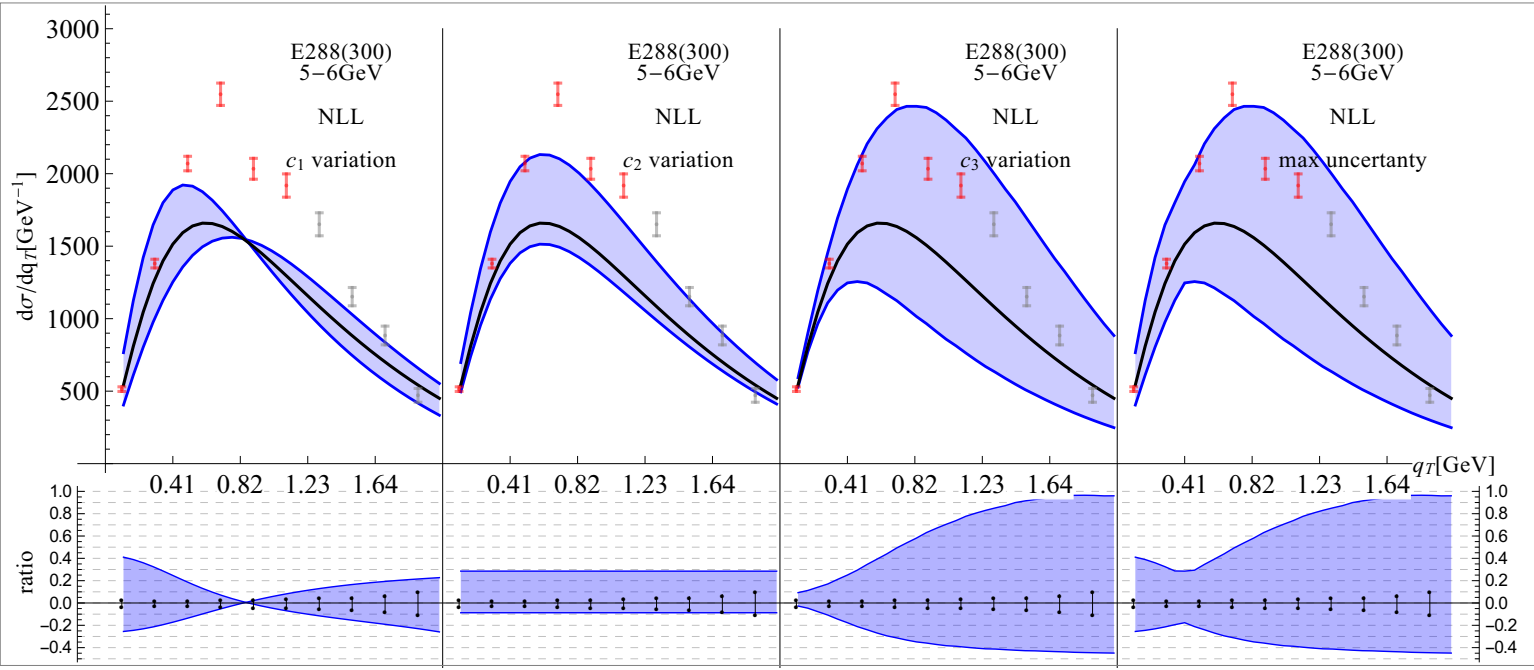 3000
2500
2000
1500
1000
500
dσ/dqT[GeV⁻¹]
E288(300)
5−6GeV
NLL
c₁ variation
E288(300)
5−6GeV
NLL
c₂ variation
E288(300)
5−6GeV
NLL
c₃ variation
E288(300)
5−6GeV
NLL
max uncertanty
qT[GeV]
0.41 0.82 1.23 1.64 0.41 0.82 1.23 1.64 0.41 0.82 1.23 1.64 0.41 0.82 1.23 1.64
ratio
1.0
0.8
0.6
0.4
0.2
0.0
−0.2
−0.4
1.0
0.8
0.6
0.4
0.2
0.0
−0.2
−0.4